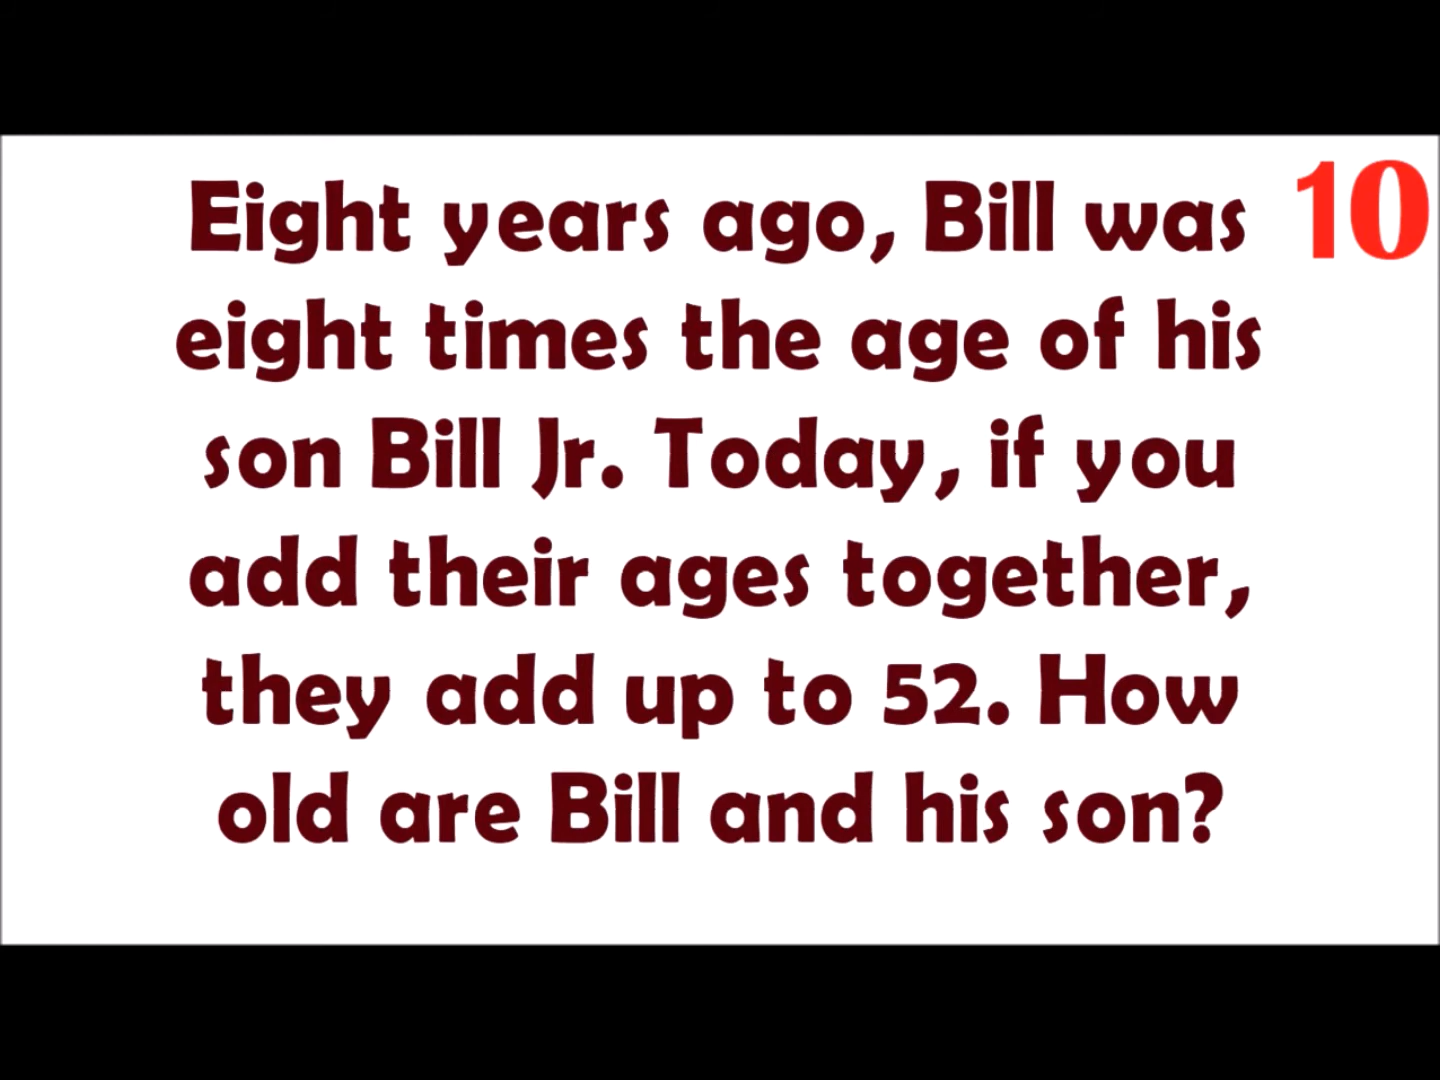 Eight years ago, Bill was
10
eight times the age of his
son Bill Jr. Today, if you
add their ages together,
they add up to 52. How
old are Bill and his son?